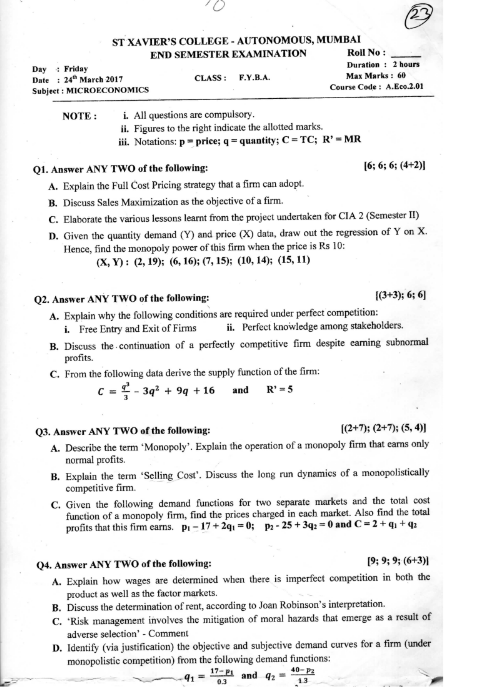 10
23
ST XAVIER'S COLLEGE - AUTONOMOUS, MUMBAI
END SEMESTER EXAMINATION Roll No : ______
Day : Friday Duration : 2 hours
Date : 24th March 2017 CLASS : F.Y.B.A. Max Marks : 60
Subject : MICROECONOMICS Course Code : A.Eco.2.01
NOTE : i. All questions are compulsory.
ii. Figures to the right indicate the allotted marks.
iii. Notations: p = price; q = quantity; C = TC; R' = MR
Q1. Answer ANY TWO of the following: [6; 6; 6; (4+2)]
A. Explain the Full Cost Pricing strategy that a firm can adopt.
B. Discuss Sales Maximization as the objective of a firm.
C. Elaborate the various lessons learnt from the project undertaken for CIA 2 (Semester II)
D. Given the quantity demand (Y) and price (X) data, draw out the regression of Y on X.
Hence, find the monopoly power of this firm when the price is Rs 10:
(X, Y) : (2, 19); (6, 16); (7, 15); (10, 14); (15, 11)
Q2. Answer ANY TWO of the following: [(3+3); 6; 6]
A. Explain why the following conditions are required under perfect competition:
i. Free Entry and Exit of Firms ii. Perfect knowledge among stakeholders.
B. Discuss the continuation of a perfectly competitive firm despite earning subnormal
profits.
C. From the following data derive the supply function of the firm:
C = q³/3 - 3q² + 9q + 16 and R' = 5
Q3. Answer ANY TWO of the following: [(2+7); (2+7); (5, 4)]
A. Describe the term 'Monopoly'. Explain the operation of a monopoly firm that earns only
normal profits.
B. Explain the term 'Selling Cost'. Discuss the long run dynamics of a monopolistically
competitive firm.
C. Given the following demand functions for two separate markets and the total cost
function of a monopoly firm, find the prices charged in each market. Also find the total
profits that this firm earns. p₁ - 17 + 2q₁ = 0; p₂ - 25 + 3q₂ = 0 and C = 2 + q₁ + q₂
Q4. Answer ANY TWO of the following: [9; 9; 9; (6+3)]
A. Explain how wages are determined when there is imperfect competition in both the
product as well as the factor markets.
B. Discuss the determination of rent, according to Joan Robinson's interpretation.
C. 'Risk management involves the mitigation of moral hazards that emerge as a result of
adverse selection' - Comment
D. Identify (via justification) the objective and subjective demand curves for a firm (under
monopolistic competition) from the following demand functions:
q₁ = 17-p₁/0.3 and q₂ = 40-p₂/1.3